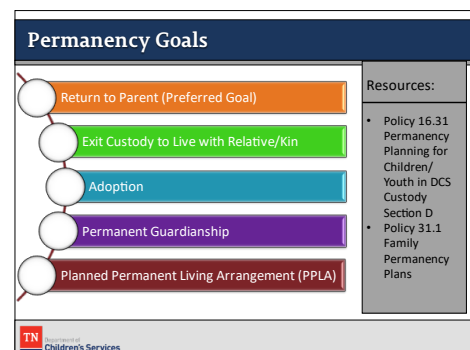 Permanency Goals
Return to Parent (Preferred Goal)
Exit Custody to Live with Relative/Kin
Adoption
Permanent Guardianship
Planned Permanent Living Arrangement (PPLA)
Resources:
• Policy 16.31
Permanency
Planning for
Children/
Youth in DCS
Custody
Section D
• Policy 31.1
Family
Permanency
Plans
TN
Department of
Children's Services